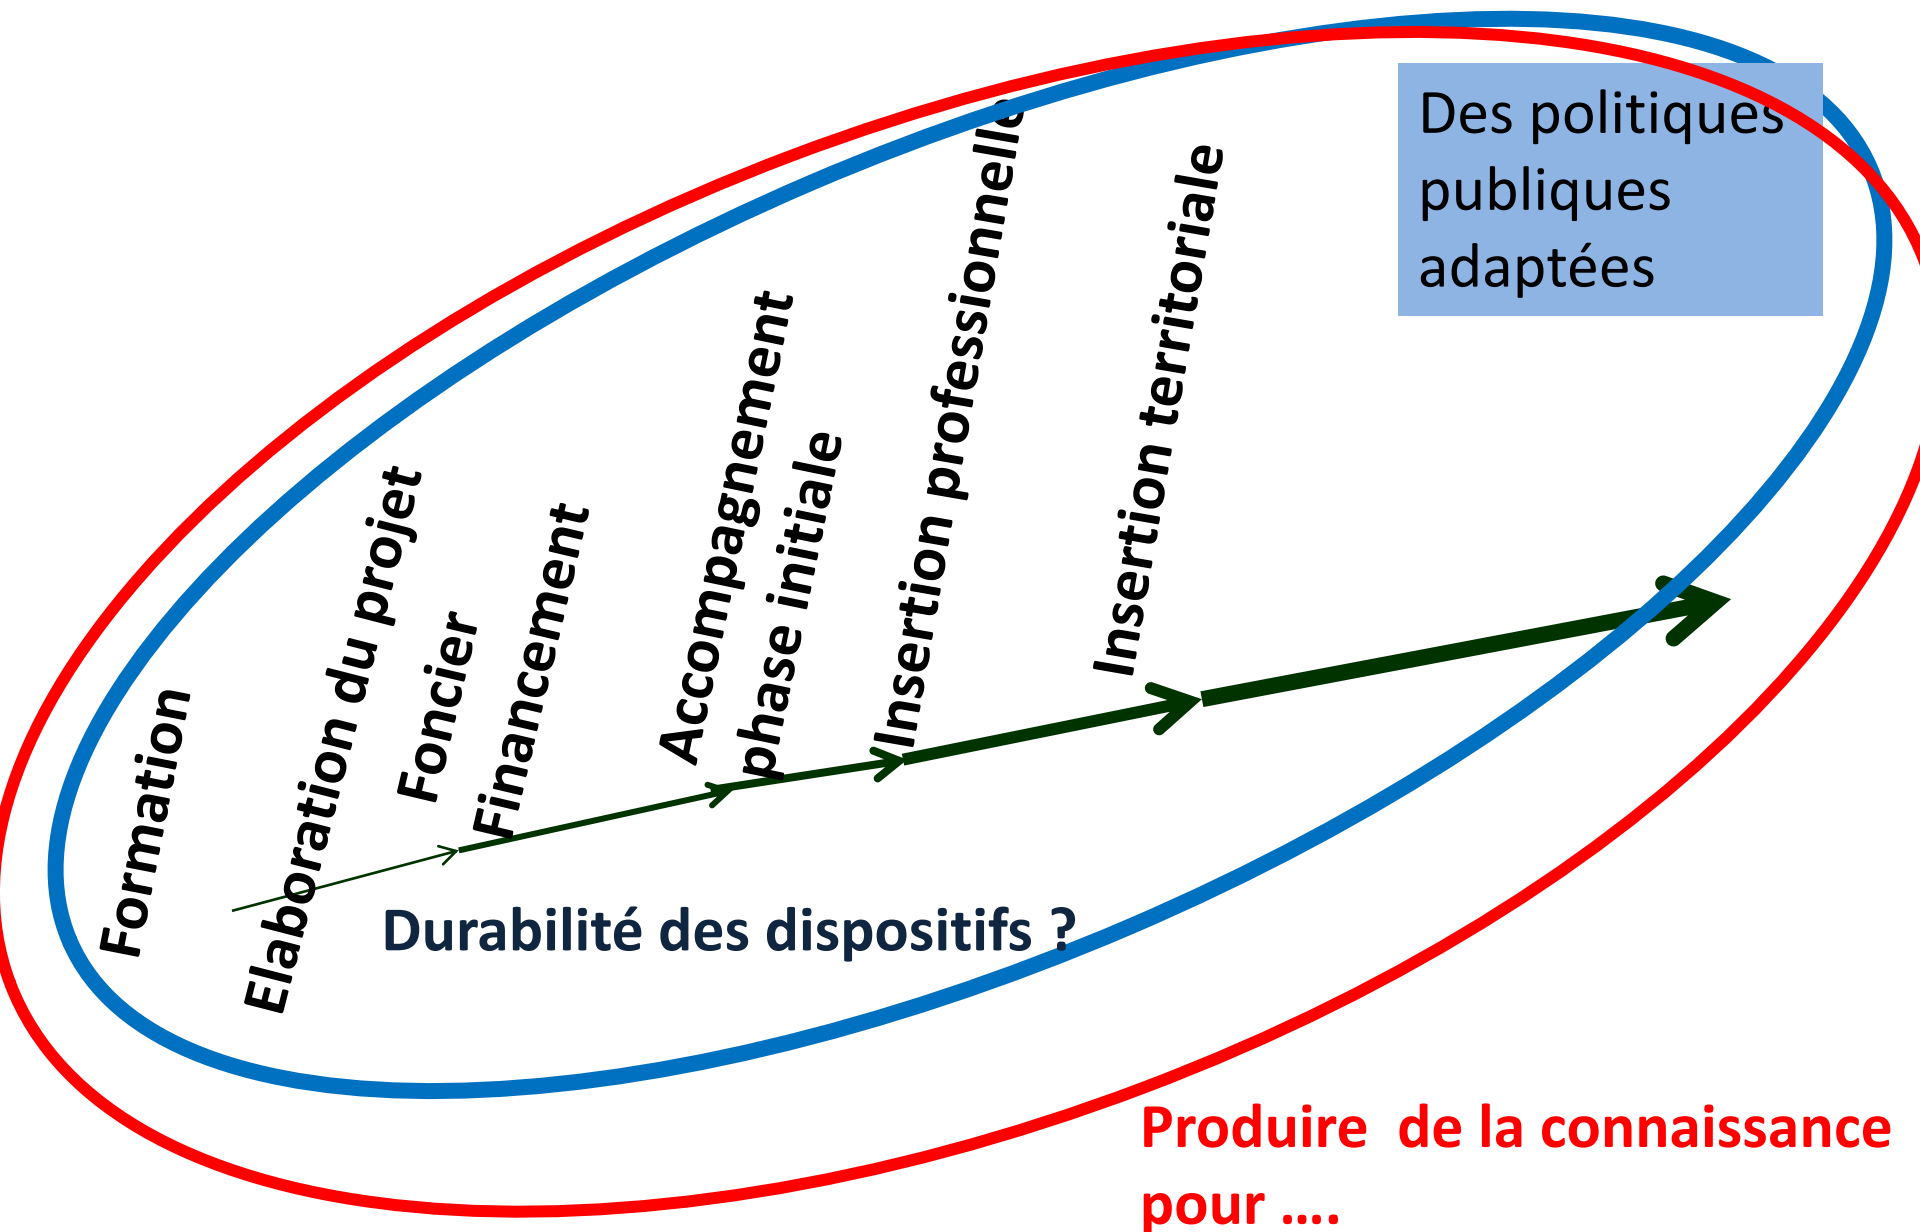 Formation
Elaboration du projet
Foncier
Financement
Accompagnement
phase initiale
Insertion professionnelle
Insertion territoriale
Des politiques
publiques
adaptées
Durabilité des dispositifs ?
Produire de la connaissance
pour ....